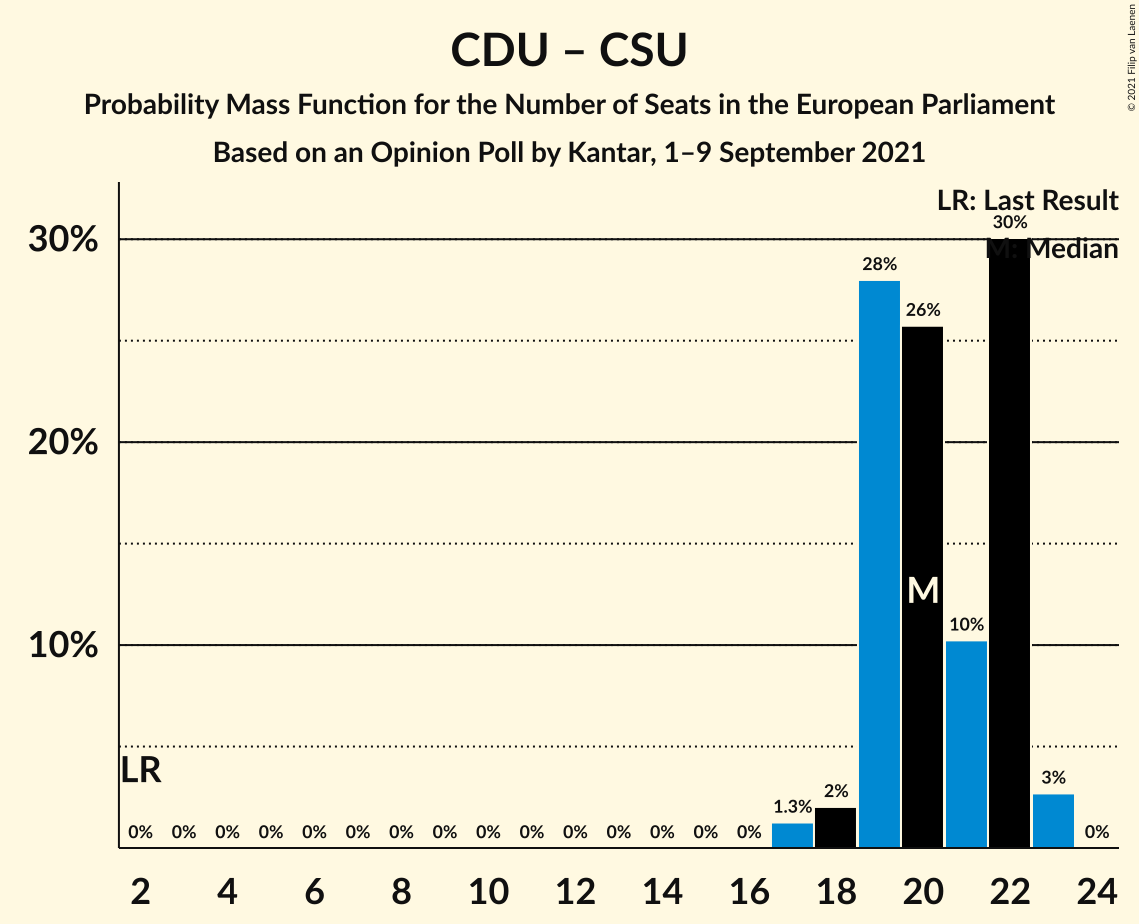 © 2021 Filip van Laenen
CDU – CSU
Probability Mass Function for the Number of Seats in the European Parliament
Based on an Opinion Poll by Kantar, 1–9 September 2021
LR: Last Result
M: Median
30%
20%
10%
30%
28%
26%
M
10%
LR
3%
2%
1.3%
0% 0% 0% 0% 0% 0% 0% 0% 0% 0% 0% 0% 0% 0% 0% 0%
2 4 6 8 10 12 14 16 18 20 22 24